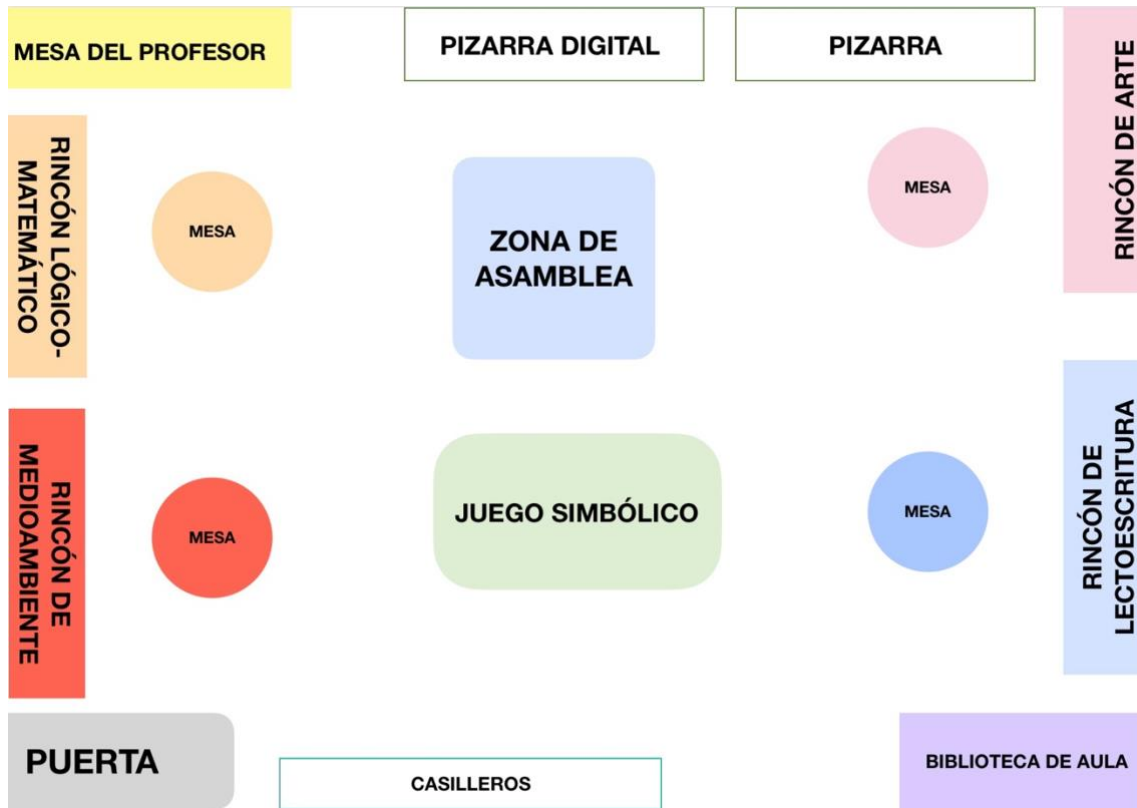 MESA DEL PROFESOR
PIZARRA DIGITAL
PIZARRA
RINCÓN DE ARTE
RINCÓN LÓGICO-
MATEMÁTICO
MESA
ZONA DE
ASAMBLEA
MESA
RINCÓN DE
MEDIOAMBIENTE
MESA
JUEGO SIMBÓLICO
MESA
RINCÓN DE
LECTOESCRITURA
PUERTA
CASILLEROS
BIBLIOTECA DE AULA